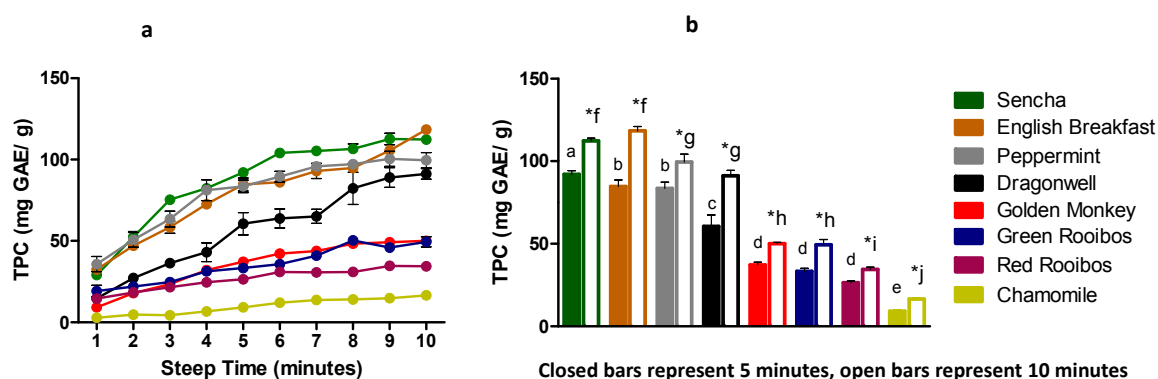 a
TPC (mg GAE/ g)
150
100
50
0
1 2 3 4 5 6 7 8 9 10
Steep Time (minutes)
b
TPC (mg GAE/ g)
150
100
50
0
a *f b *f b *g c *g d *h d *h d *i e *j
Closed bars represent 5 minutes, open bars represent 10 minutes
Sencha
English Breakfast
Peppermint
Dragonwell
Golden Monkey
Green Rooibos
Red Rooibos
Chamomile